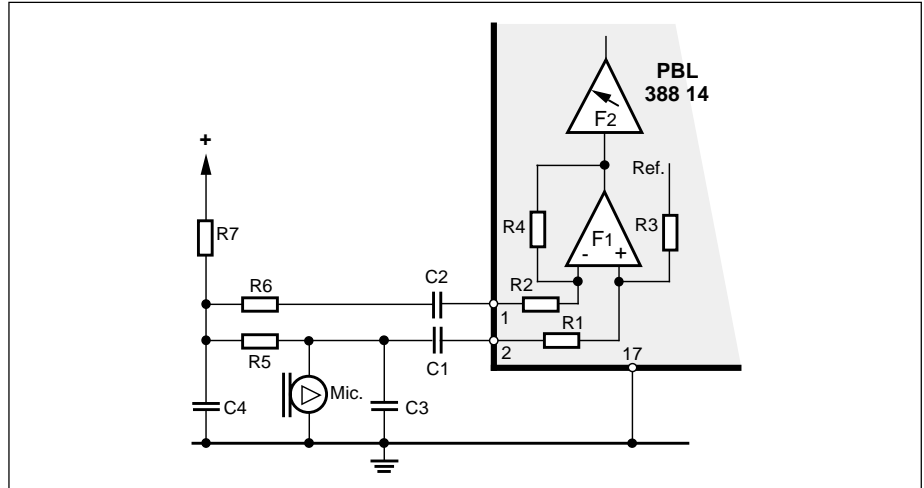 PBL
388 14
F2
+
Ref.
R7
R4
F1
R3
- +
C2
R6
R2
1
R1
2
17
R5
C1
Mic.
C4
C3